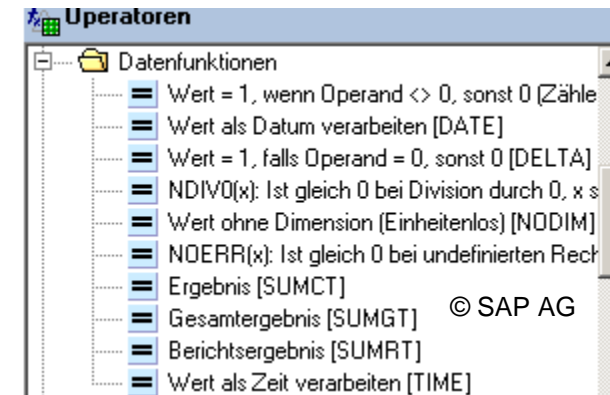 Operatoren
Datenfunktionen
Wert = 1, wenn Operand <> 0, sonst 0 (Zähle
Wert als Datum verarbeiten [DATE]
Wert = 1, falls Operand = 0, sonst 0 [DELTA]
NDIV0(x): Ist gleich 0 bei Division durch 0, x s
Wert ohne Dimension (Einheitenlos) [NODIM]
NOERR(x): Ist gleich 0 bei undefinierten Rech
Ergebnis [SUMCT]
Gesamtergebnis [SUMGT]
© SAP AG
Berichtsergebnis [SUMRT]
Wert als Zeit verarbeiten [TIME]